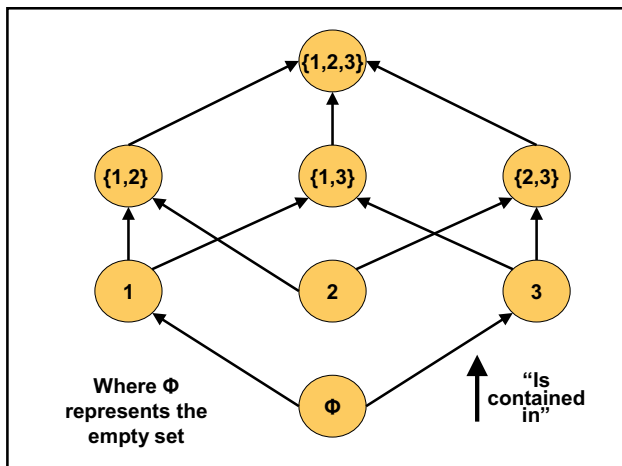 {1,2,3}
{1,2}
{1,3}
{2,3}
1
2
3
Where Φ
represents the
empty set
Φ
“Is
contained
in”